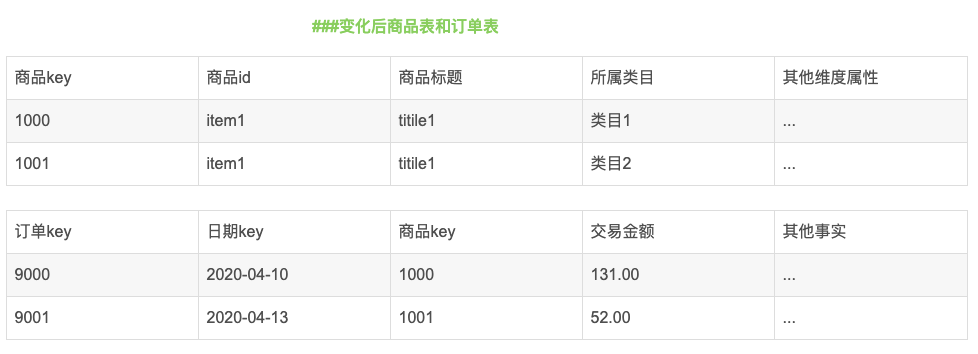 ###变化后商品表和订单表
商品key 商品id 商品标题 所属类目 其他维度属性
1000 item1 titile1 类目1 ...
1001 item1 titile1 类目2 ...
订单key 日期key 商品key 交易金额 其他事实
9000 2020-04-10 1000 131.00 ...
9001 2020-04-13 1001 52.00 ...